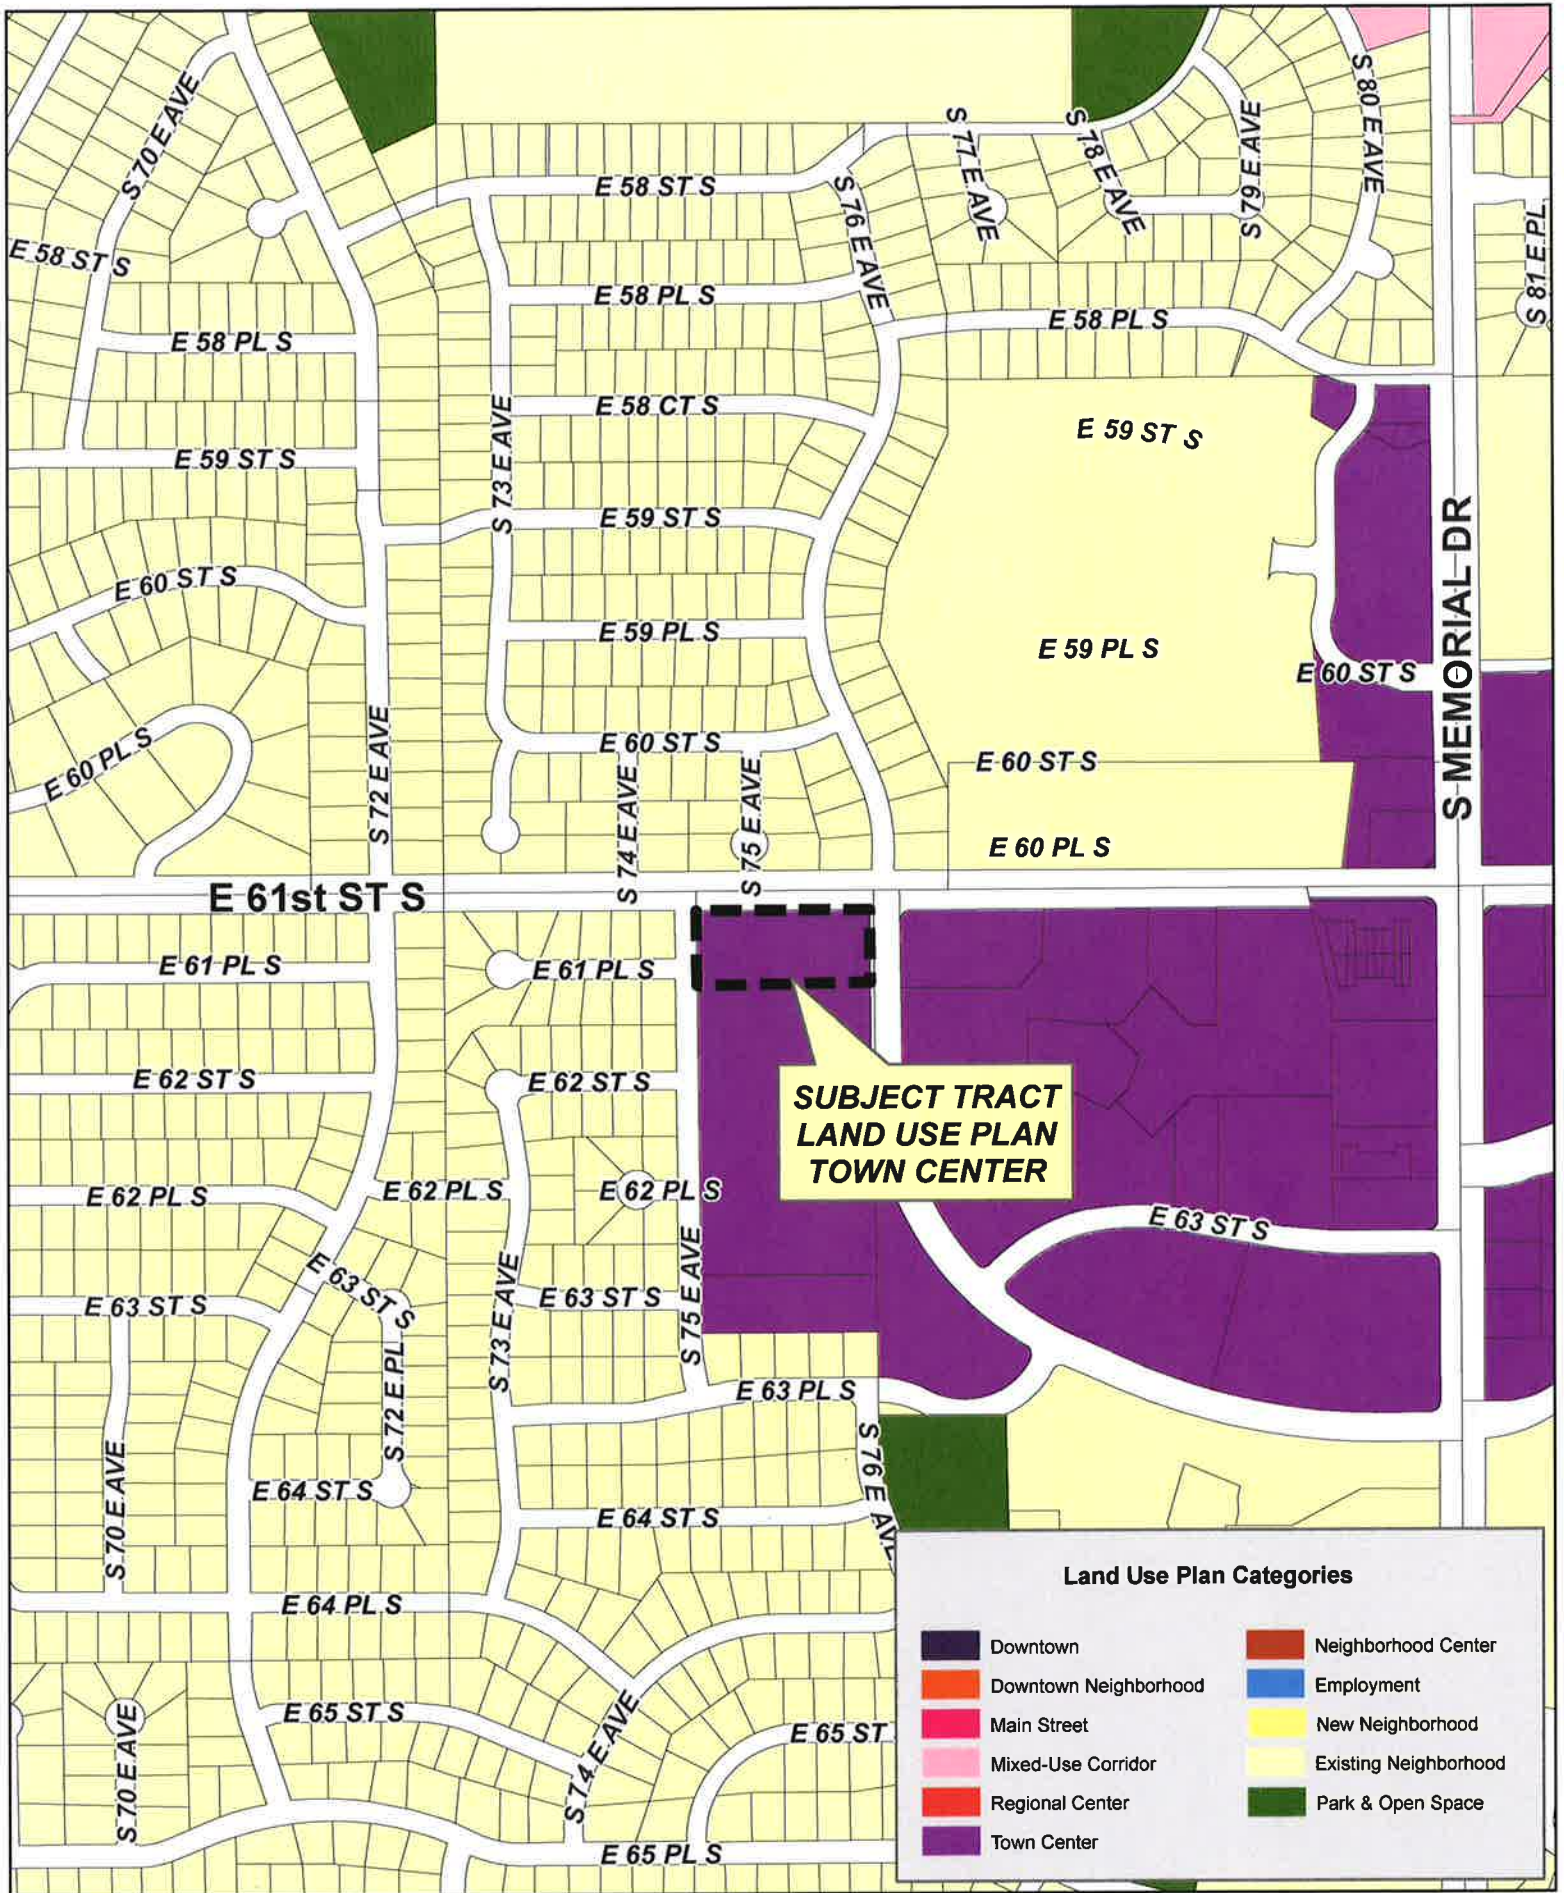 S 70 E AVE
S 80 E AVE
S 77 E AVE
S 78 E AVE
S 79 E AVE
E 58 ST S
S 76 E AVE
S 81 E PL
E 58 ST S
E 58 PL S
E 58 PL S
E 58 PL S
E 58 CT S
S 73 E AVE
E 59 ST S
E 59 ST S
E 59 ST S
S MEMORIAL DR
E 60 ST S
E 59 PL S
E 59 PL S
E 60 ST S
E 60 PL S
S 72 E AVE
E 60 ST S
S 74 E AVE
S 75 E AVE
E 60 ST S
E 60 PL S
E 61st ST S
E 61 PL S
E 61 PL S
E 62 ST S
E 62 ST S
SUBJECT TRACT
LAND USE PLAN
TOWN CENTER
E 62 PL S
E 62 PL S
E 62 PL S
E 63 ST S
E 63 ST S
E 63 ST S
S 73 E AVE
E 63 ST S
S 75 E AVE
S 72 E PL
E 63 PL S
S 70 E AVE
E 64 ST S
E 64 ST S
S 76 E AVE
E 64 PL S
E 65 ST S
S 70 E AVE
S 74 E AVE
E 65 ST
E 65 PL S
Land Use Plan Categories
Downtown
Downtown Neighborhood
Main Street
Mixed-Use Corridor
Regional Center
Town Center
Neighborhood Center
Employment
New Neighborhood
Existing Neighborhood
Park & Open Space